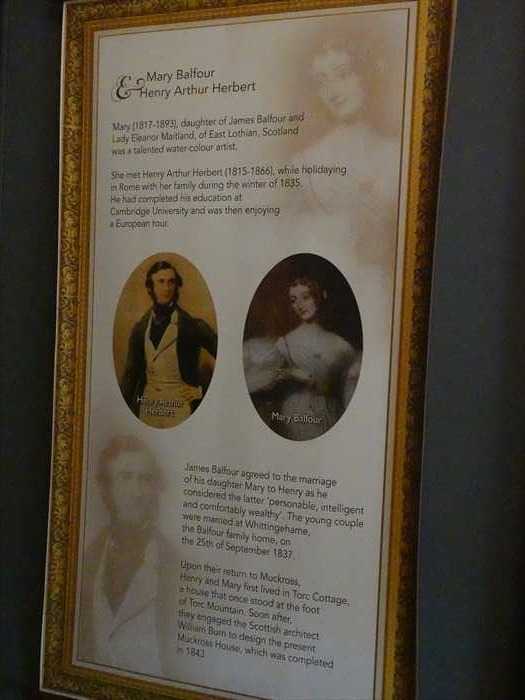 Mary Balfour
& Henry Arthur Herbert
Mary (1817-1893), daughter of James Balfour and
Lady Eleanor Maitland, of East Lothian, Scotland
was a talented water-colour artist.
She met Henry Arthur Herbert (1815-1866), while holidaying
in Rome with her family during the winter of 1835.
He had completed his education at
Cambridge University and was then enjoying
a European tour.
Henry Arthur
Herbert
Mary Balfour
James Balfour agreed to the marriage
of his daughter Mary to Henry as he
considered the latter 'personable, intelligent
and comfortably wealthy'. The young couple
were married at Whittingehame,
the Balfour family home, on
the 25th of September 1837.
Upon their return to Muckross,
Henry and Mary first lived in Torc Cottage,
a house that once stood at the foot
of Torc Mountain. Soon after,
they engaged the Scottish architect
William Burn to design the present
Muckross House, which was completed
in 1843